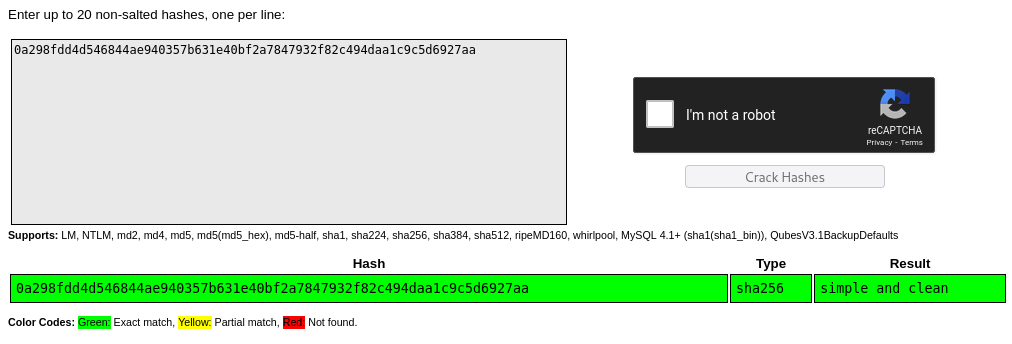 Enter up to 20 non-salted hashes, one per line:
0a298fdd4d546844ae940357b631e40bf2a7847932f82c494daa1c9c5d6927aa
I'm not a robot
reCAPTCHA
Privacy - Terms
Crack Hashes
Supports: LM, NTLM, md2, md4, md5, md5(md5_hex), md5-half, sha1, sha224, sha256, sha384, sha512, ripeMD160, whirlpool, MySQL 4.1+ (sha1(sha1_bin)), QubesV3.1BackupDefaults
Hash Type Result
0a298fdd4d546844ae940357b631e40bf2a7847932f82c494daa1c9c5d6927aa sha256 simple and clean
Color Codes: Green: Exact match, Yellow: Partial match, Red: Not found.